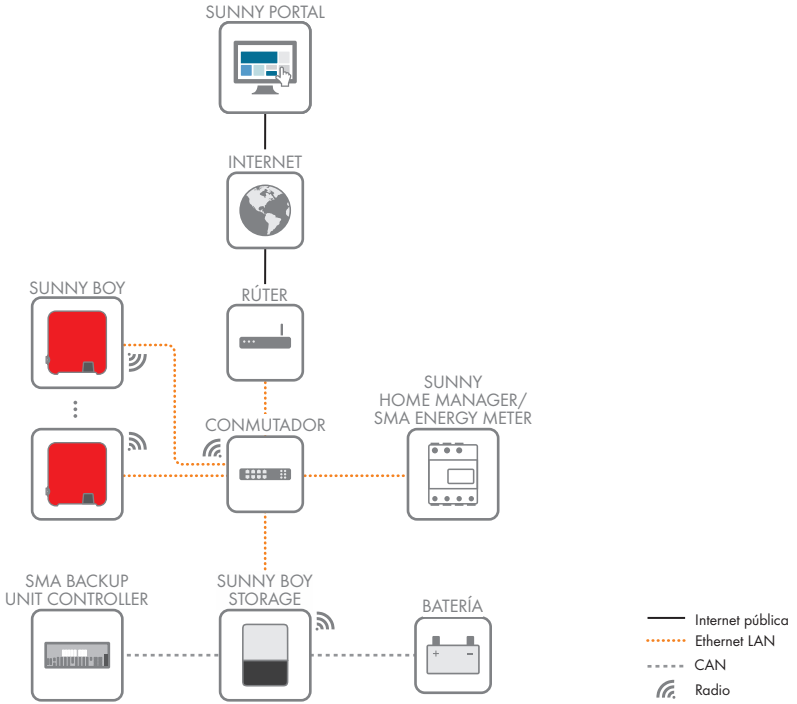 SUNNY PORTAL
INTERNET
SUNNY BOY
RÚTER
SUNNY
HOME MANAGER/
SMA ENERGY METER
CONMUTADOR
SMA BACKUP
UNIT CONTROLLER
SUNNY BOY
STORAGE
BATERÍA
+ −
Internet pública
Ethernet LAN
CAN
Radio